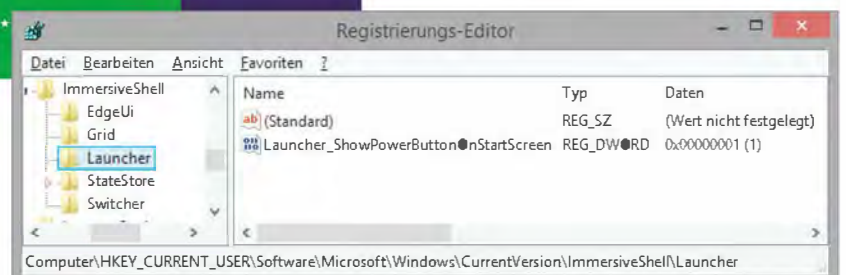 Registrierungs-Editor
Datei Bearbeiten Ansicht Favoriten ?
ImmersiveShell
EdgeUi
Grid
Launcher
StateStore
Switcher
Name Typ Daten
(Standard) REG_SZ (Wert nicht festgelegt)
Launcher_ShowPowerButtonOnStartScreen REG_DWORD 0x00000001 (1)
Computer\HKEY_CURRENT_USER\Software\Microsoft\Windows\CurrentVersion\ImmersiveShell\Launcher